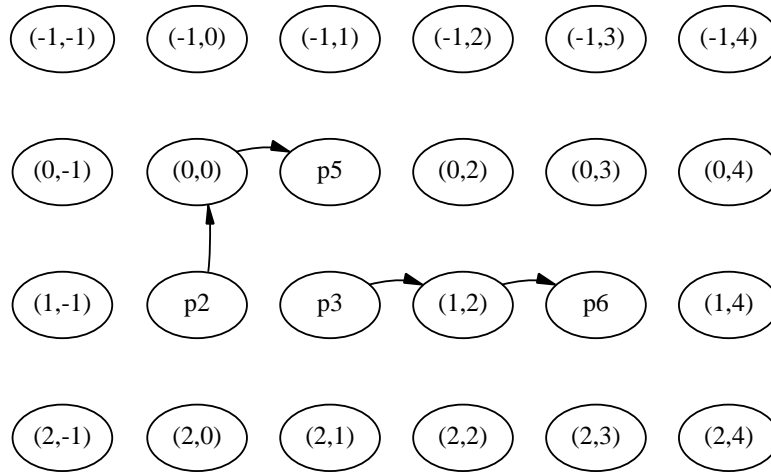 (-1,-1) (-1,0) (-1,1) (-1,2) (-1,3) (-1,4)
(0,-1) (0,0) p5 (0,2) (0,3) (0,4)
(1,-1) p2 p3 (1,2) p6 (1,4)
(2,-1) (2,0) (2,1) (2,2) (2,3) (2,4)